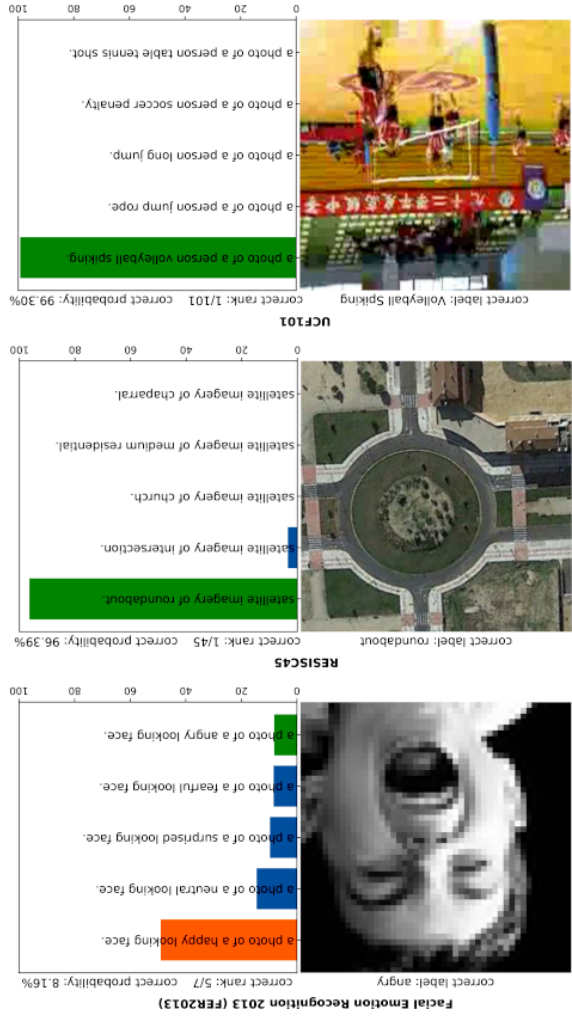 Facial Emotion Recognition 2013 (FER2013)
correct label: angry
correct rank: 5/7 correct probability: 8.16%
a photo of a happy looking face.
a photo of a neutral looking face.
a photo of a surprised looking face.
a photo of a fearful looking face.
a photo of a angry looking face.
0 20 40 60 80 100
RESISC45
correct label: roundabout
correct rank: 1/45 correct probability: 96.39%
satellite imagery of roundabout.
satellite imagery of intersection.
satellite imagery of church.
satellite imagery of medium residential.
satellite imagery of chaparral.
0 20 40 60 80 100
UCF101
correct label: Volleyball Spiking
correct rank: 1/101 correct probability: 99.30%
a photo of a person volleyball spiking.
a photo of a person jump rope.
a photo of a person long jump.
a photo of a person soccer penalty.
a photo of a person table tennis shot.
0 20 40 60 80 100